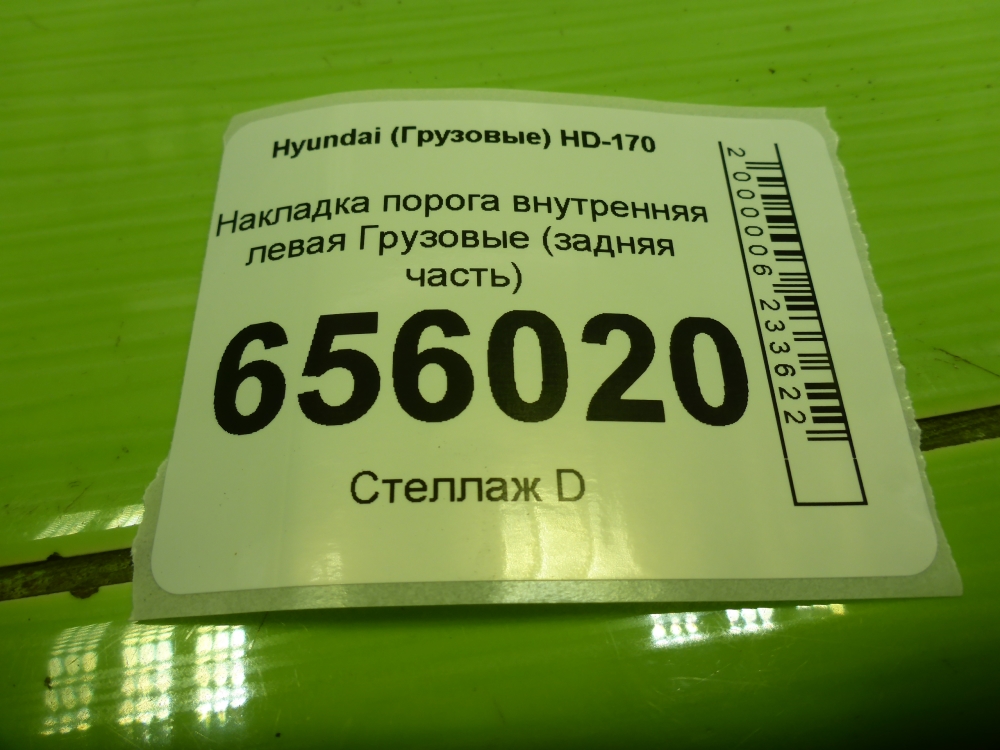 Hyundai (Грузовые) HD-170
Накладка порога внутренняя
левая Грузовые (задняя
часть)
656020
Стеллаж D
2000006233622